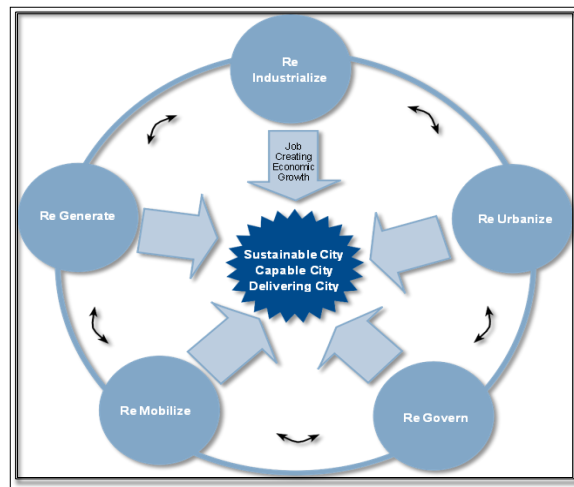 Re
Industrialize
Job
Creating
Economic
Growth
Re Generate
Re Urbanize
Sustainable City
Capable City
Delivering City
Re Mobilize
Re Govern